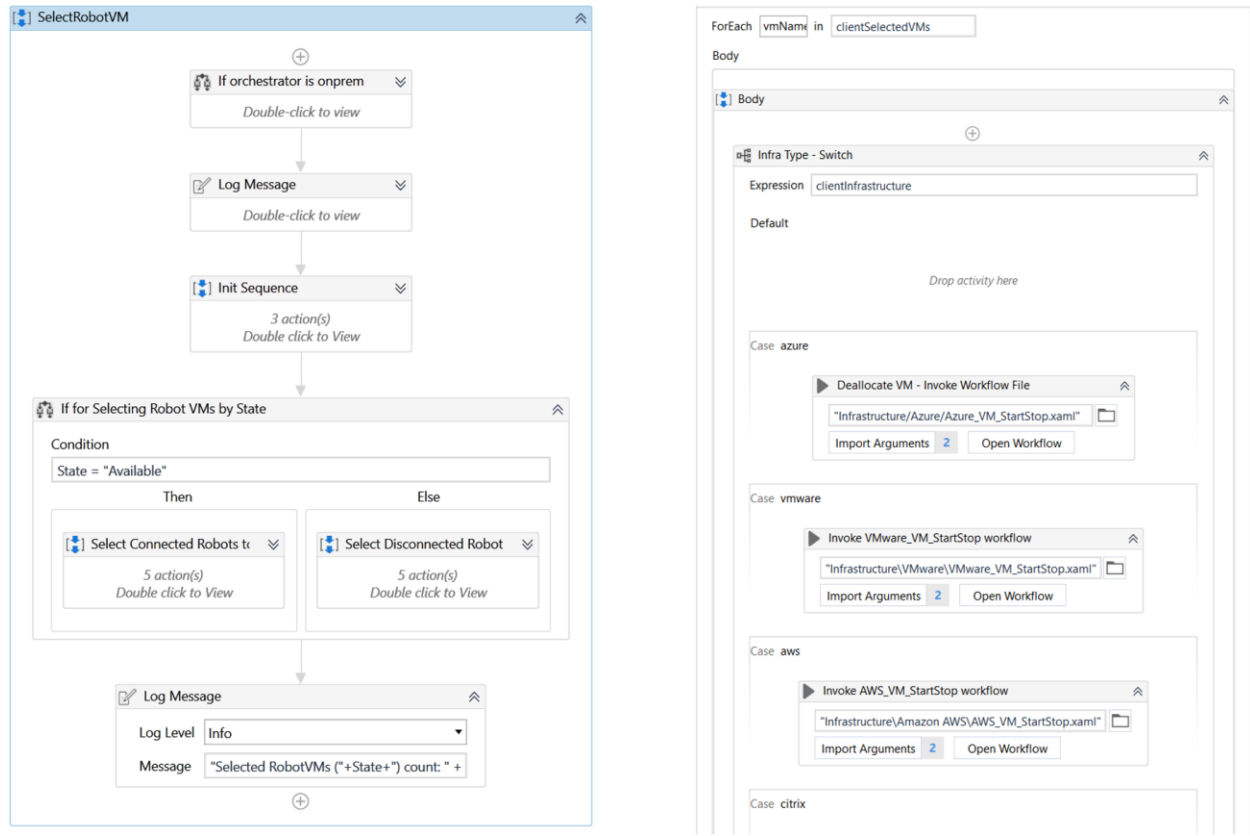 SelectRobotVM
If orchestrator is onprem
Double-click to view
Log Message
Double-click to view
Init Sequence
3 action(s)
Double click to View
If for Selecting Robot VMs by State
Condition
State = "Available"
Then
Else
Select Connected Robots to
5 action(s)
Double click to View
Select Disconnected Robot
5 action(s)
Double click to View
Log Message
Log Level Info
Message "Selected RobotVMs ("+State+") count: " +
ForEach vmName in clientSelectedVMs
Body
Body
Infra Type - Switch
Expression clientInfrastructure
Default
Drop activity here
Case azure
Deallocate VM - Invoke Workflow File
"Infrastructure/Azure/Azure_VM_StartStop.xaml"
Import Arguments 2 Open Workflow
Case vmware
Invoke VMware_VM_StartStop workflow
"Infrastructure\VMware\VMware_VM_StartStop.xaml"
Import Arguments 2 Open Workflow
Case aws
Invoke AWS_VM_StartStop workflow
"Infrastructure\Amazon AWS\AWS_VM_StartStop.xaml"
Import Arguments 2 Open Workflow
Case citrix